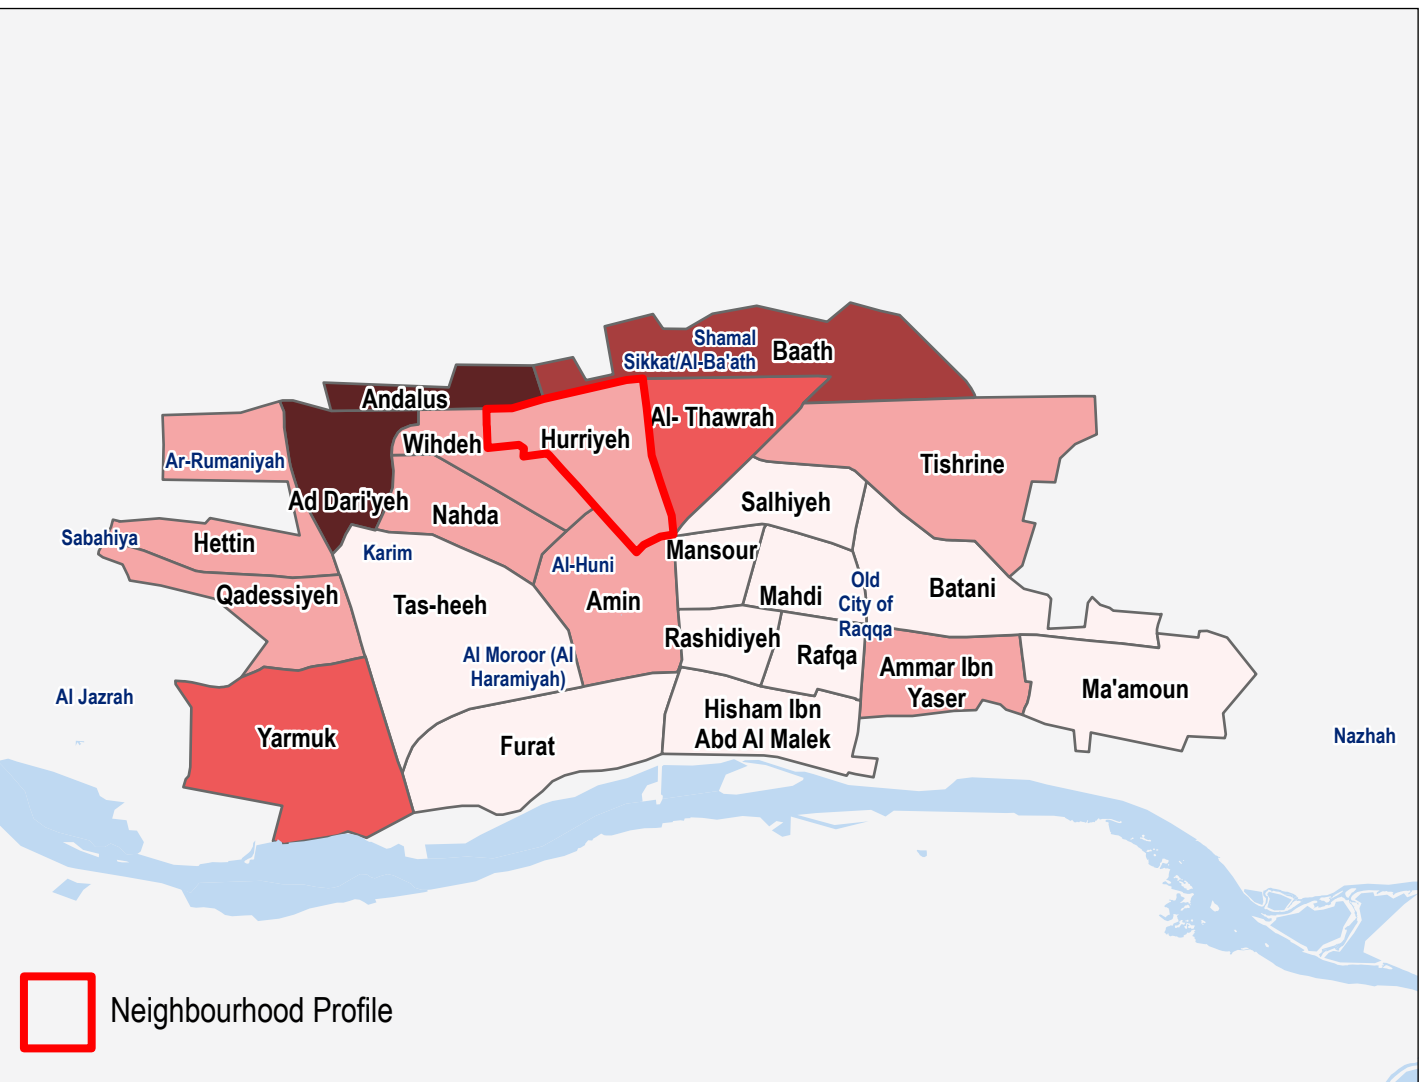 Shamal
Sikkat/Al-Ba'ath
Baath
Andalus
Al- Thawrah
Wihdeh
Hurriyeh
Ar-Rumaniyah
Tishrine
Ad Dari'yeh
Nahda
Salhiyeh
Sabahiya
Hettin
Karim
Al-Huni
Mansour
Qadessiyeh
Tas-heeh
Amin
Mahdi
Old
City of
Raqqa
Batani
Rashidiyeh
Rafqa
Al Moroor (Al
Haramiyah)
Ammar Ibn
Yaser
Ma'amoun
Al Jazrah
Hisham Ibn
Abd Al Malek
Yarmuk
Furat
Nazhah
Neighbourhood Profile